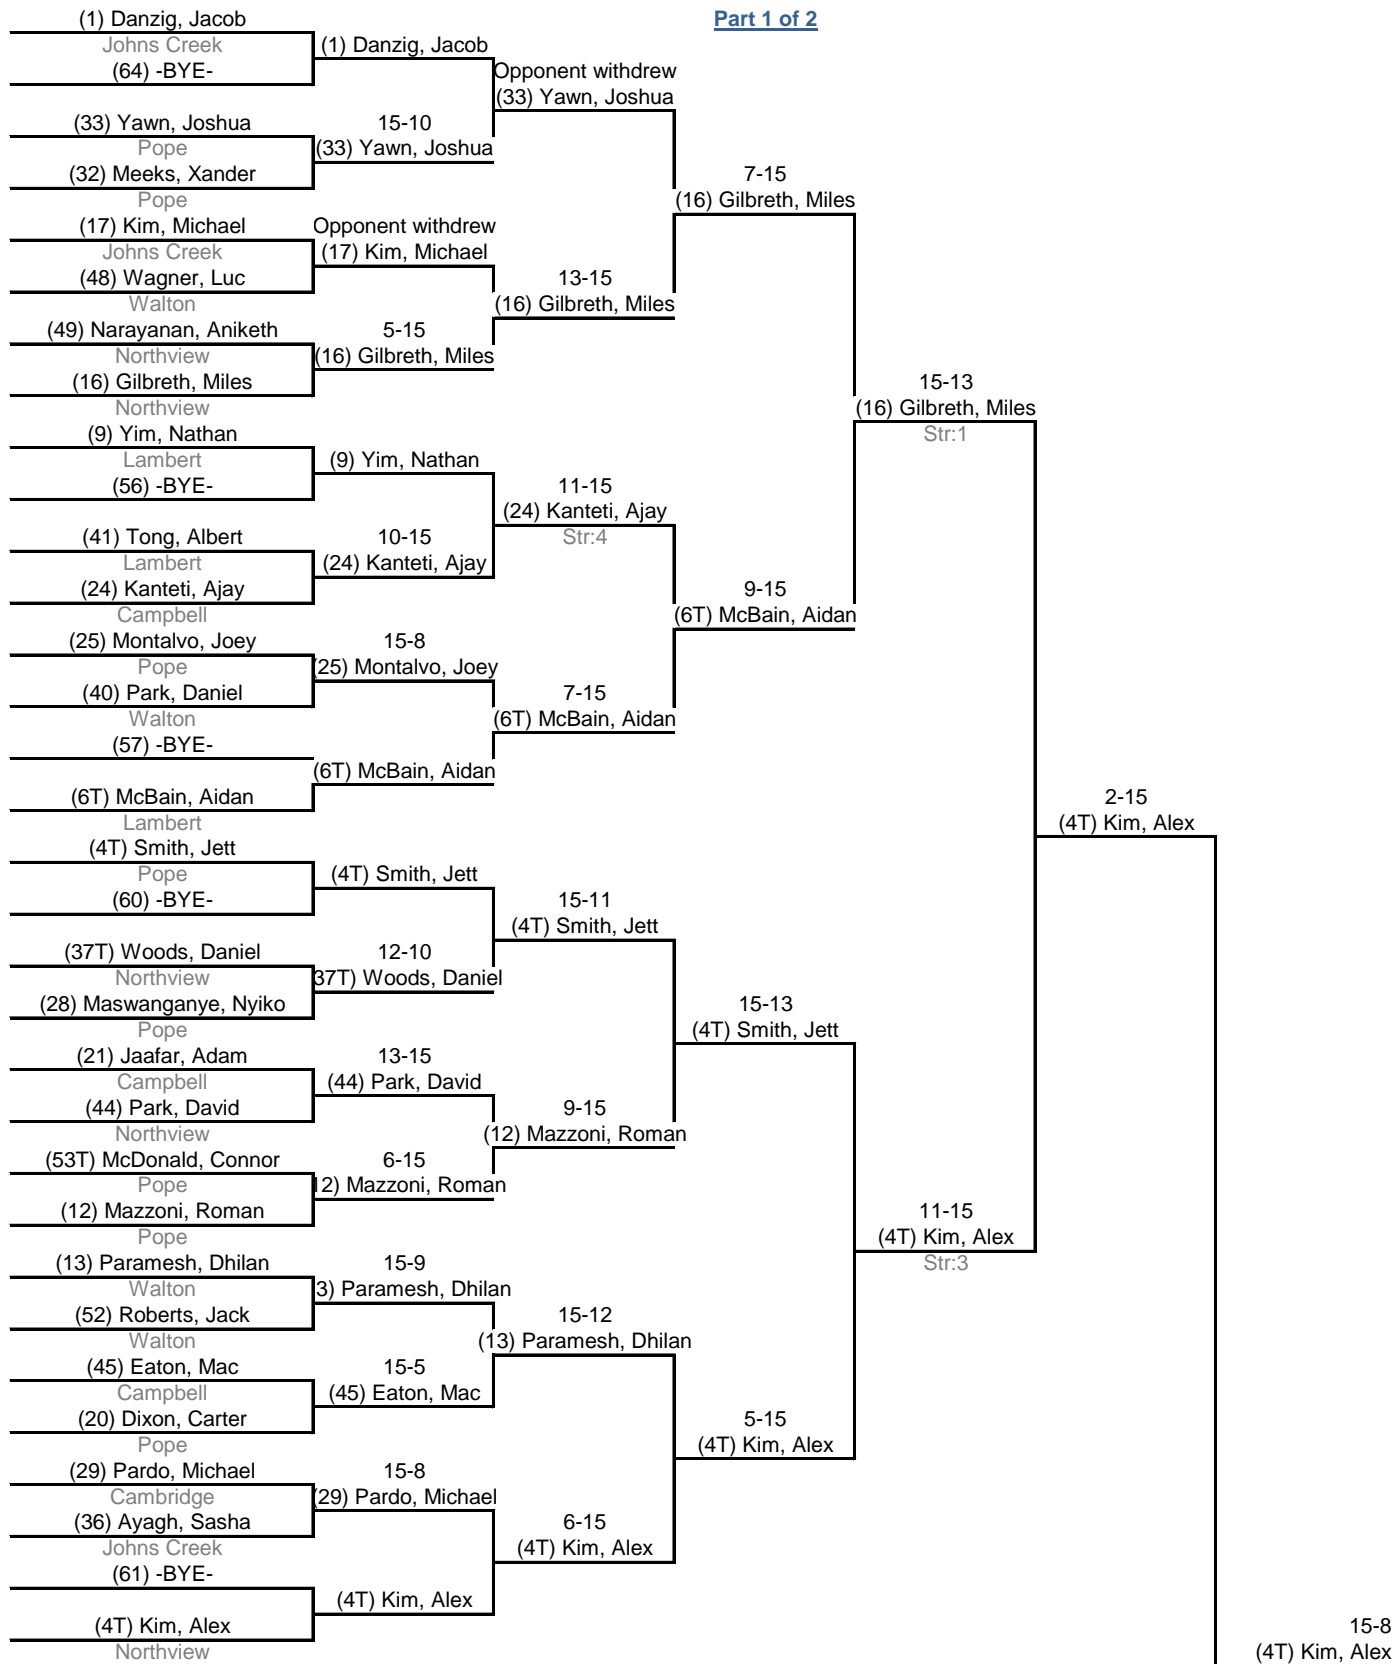 Part 1 of 2
(1) Danzig, Jacob
Johns Creek
(64) -BYE-
(33) Yawn, Joshua
Pope
(32) Meeks, Xander
Pope
(17) Kim, Michael
Johns Creek
(48) Wagner, Luc
Walton
(49) Narayanan, Aniketh
Northview
(16) Gilbreth, Miles
Northview
(9) Yim, Nathan
Lambert
(56) -BYE-
(41) Tong, Albert
Lambert
(24) Kanteti, Ajay
Campbell
(25) Montalvo, Joey
Pope
(40) Park, Daniel
Walton
(57) -BYE-
(6T) McBain, Aidan
Lambert
(4T) Smith, Jett
Pope
(60) -BYE-
(37T) Woods, Daniel
Northview
(28) Maswanganye, Nyiko
Pope
(21) Jaafar, Adam
Campbell
(44) Park, David
Northview
(53T) McDonald, Connor
Pope
(12) Mazzoni, Roman
Pope
(13) Paramesh, Dhilan
Walton
(52) Roberts, Jack
Walton
(45) Eaton, Mac
Campbell
(20) Dixon, Carter
Pope
(29) Pardo, Michael
Cambridge
(36) Ayagh, Sasha
Johns Creek
(61) -BYE-
(4T) Kim, Alex
Northview
(1) Danzig, Jacob
15-10
(33) Yawn, Joshua
Opponent withdrew
(17) Kim, Michael
5-15
(16) Gilbreth, Miles
(9) Yim, Nathan
10-15
(24) Kanteti, Ajay
15-8
(25) Montalvo, Joey
(6T) McBain, Aidan
(4T) Smith, Jett
12-10
37T) Woods, Daniel
13-15
(44) Park, David
6-15
12) Mazzoni, Roman
15-9
3) Paramesh, Dhilan
15-5
(45) Eaton, Mac
15-8
(29) Pardo, Michael
(4T) Kim, Alex
Opponent withdrew
(33) Yawn, Joshua
13-15
(16) Gilbreth, Miles
11-15
(24) Kanteti, Ajay
Str:4
7-15
(6T) McBain, Aidan
15-11
(4T) Smith, Jett
9-15
(12) Mazzoni, Roman
15-12
(13) Paramesh, Dhilan
6-15
(4T) Kim, Alex
7-15
(16) Gilbreth, Miles
9-15
(6T) McBain, Aidan
15-13
(4T) Smith, Jett
5-15
(4T) Kim, Alex
15-13
(16) Gilbreth, Miles
Str:1
11-15
(4T) Kim, Alex
Str:3
2-15
(4T) Kim, Alex
15-8
(4T) Kim, Alex